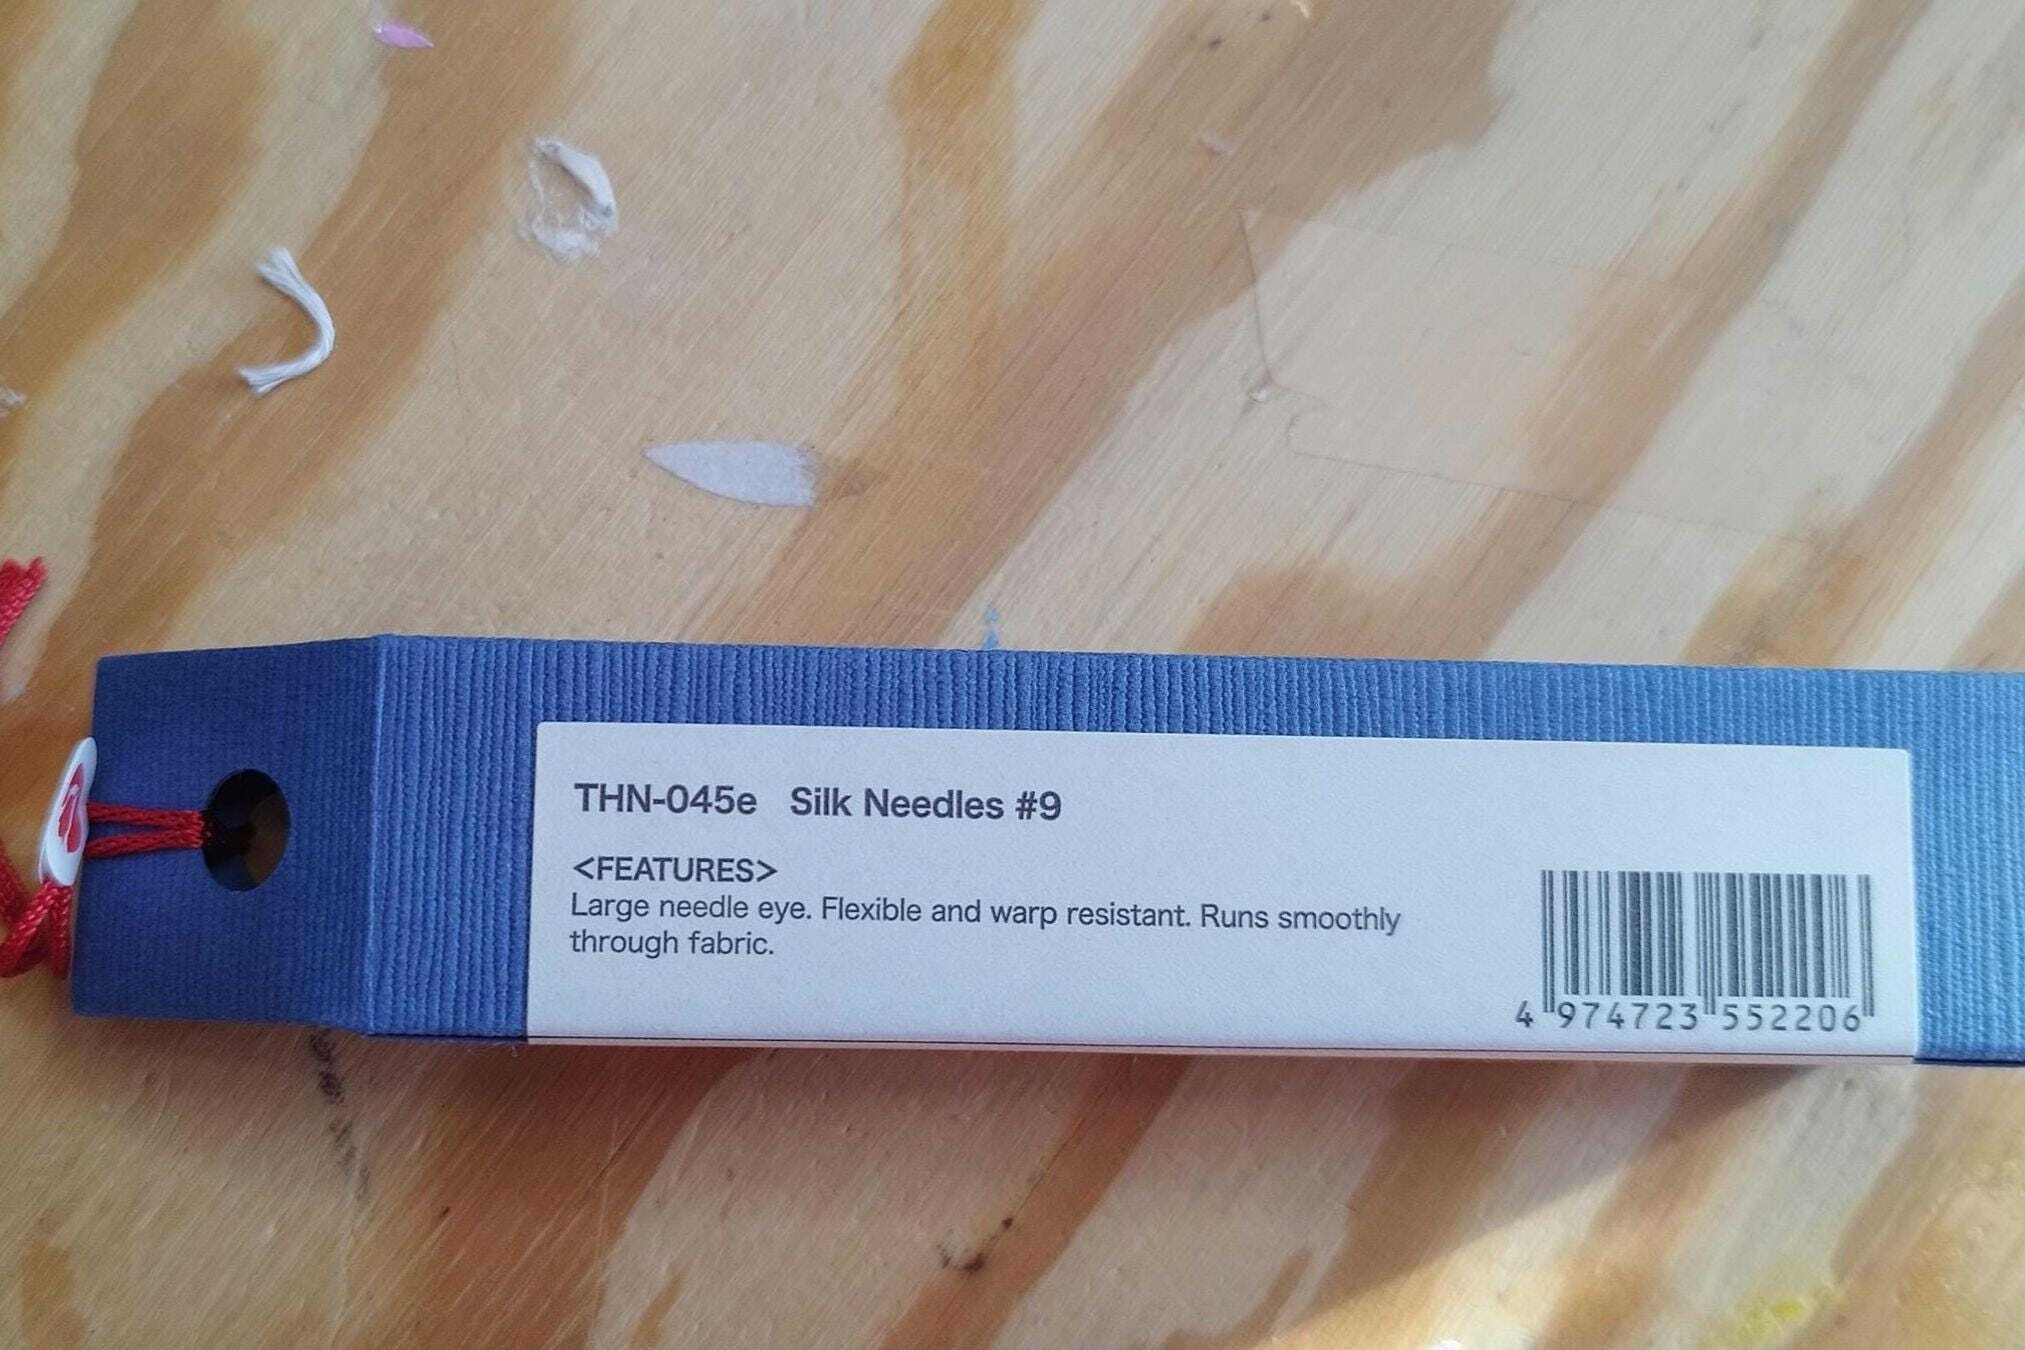 THN-045e Silk Needles #9
<FEATURES>
Large needle eye. Flexible and warp resistant. Runs smoothly
through fabric.
4 974723 552206